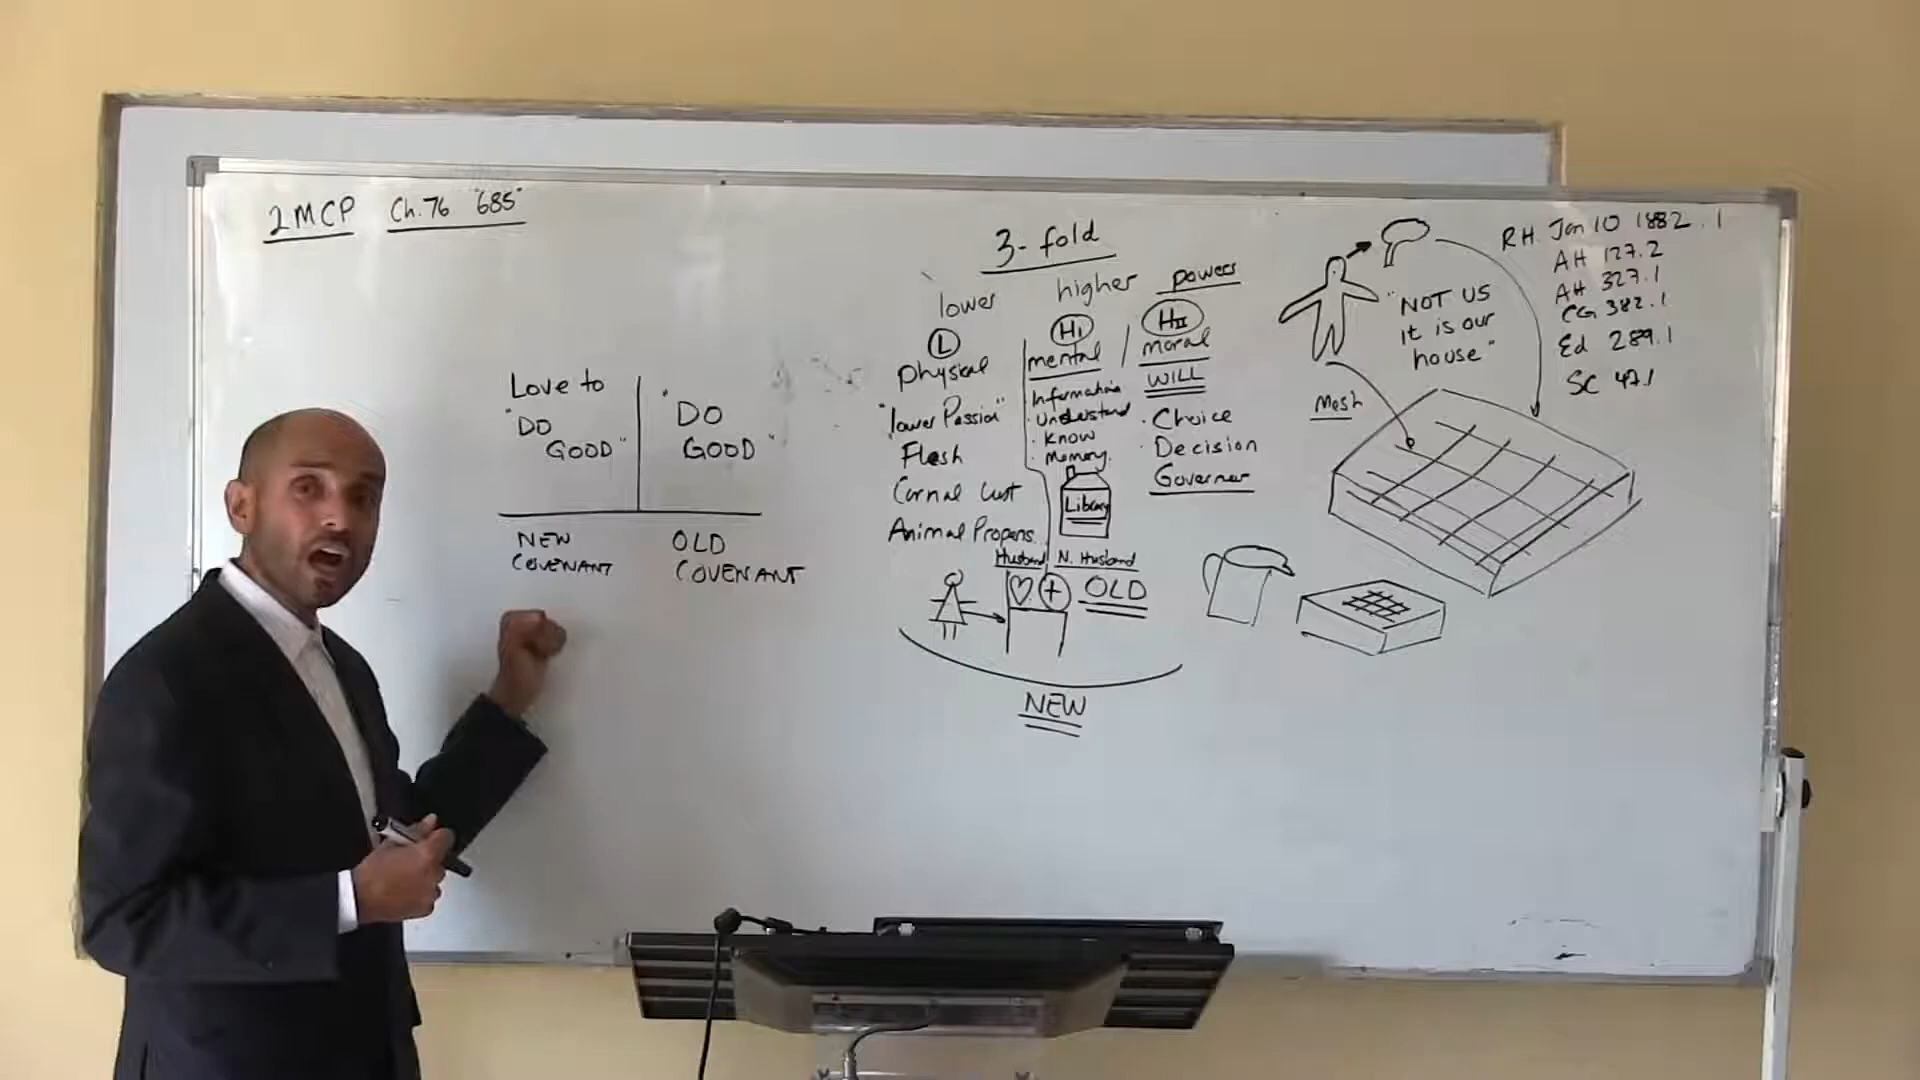 2MCP Ch.76 "685"
Love to
"DO
GOOD"
"DO
GOOD"
NEW
COVENANT
OLD
COVENANT
3-fold
lower higher powers
L
physical
"lower Passion"
Flesh
Carnal Lust
Animal Propens.
HI
mental
Information
· Understand
· Know
· Memory
Library
HII
moral
WILL
· Choice
· Decision
Governer
Husband N. Husband
OLD
NEW
"NOT US
It is our
house"
Mesh
RH. Jan 10 1882.1
AH 127.2
AH 327.1
CG 382.1
Ed 289.1
SC 47.1